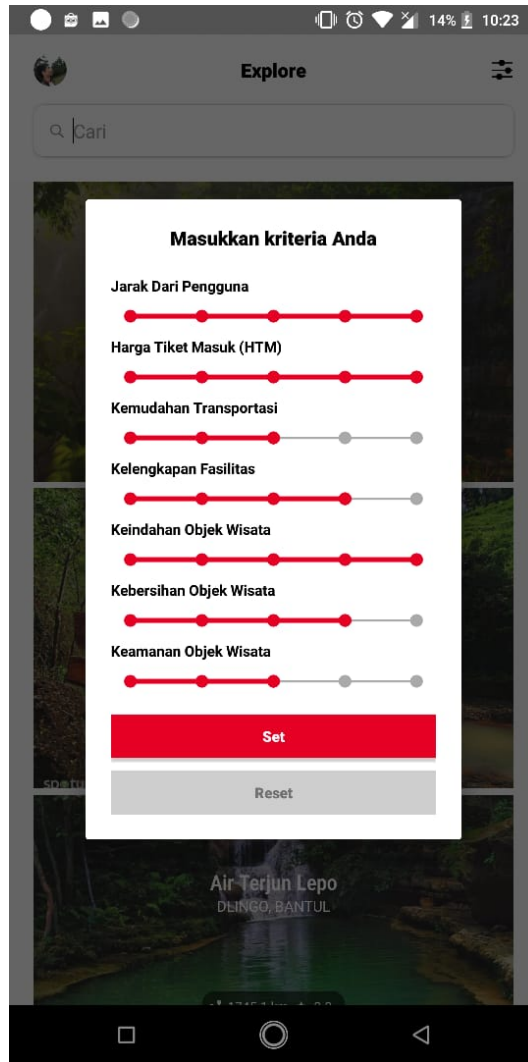 14% 10:23
Explore
Cari
Masukkan kriteria Anda
Jarak Dari Pengguna
Harga Tiket Masuk (HTM)
Kemudahan Transportasi
Kelengkapan Fasilitas
Keindahan Objek Wisata
Kebersihan Objek Wisata
Keamanan Objek Wisata
Set
Reset
Air Terjun Lepo
DLINGO, BANTUL